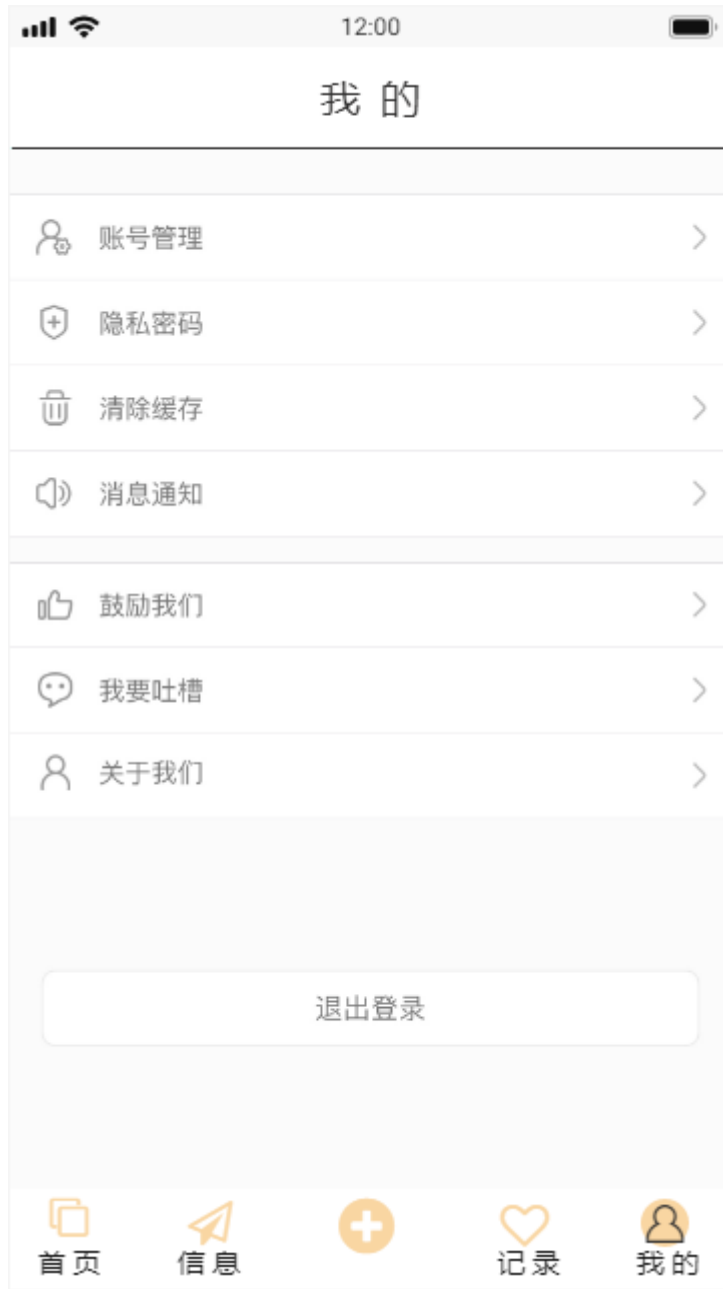 12:00
我的
账号管理
隐私密码
清除缓存
消息通知
鼓励我们
我要吐槽
关于我们
退出登录
首页 信息 记录 我的